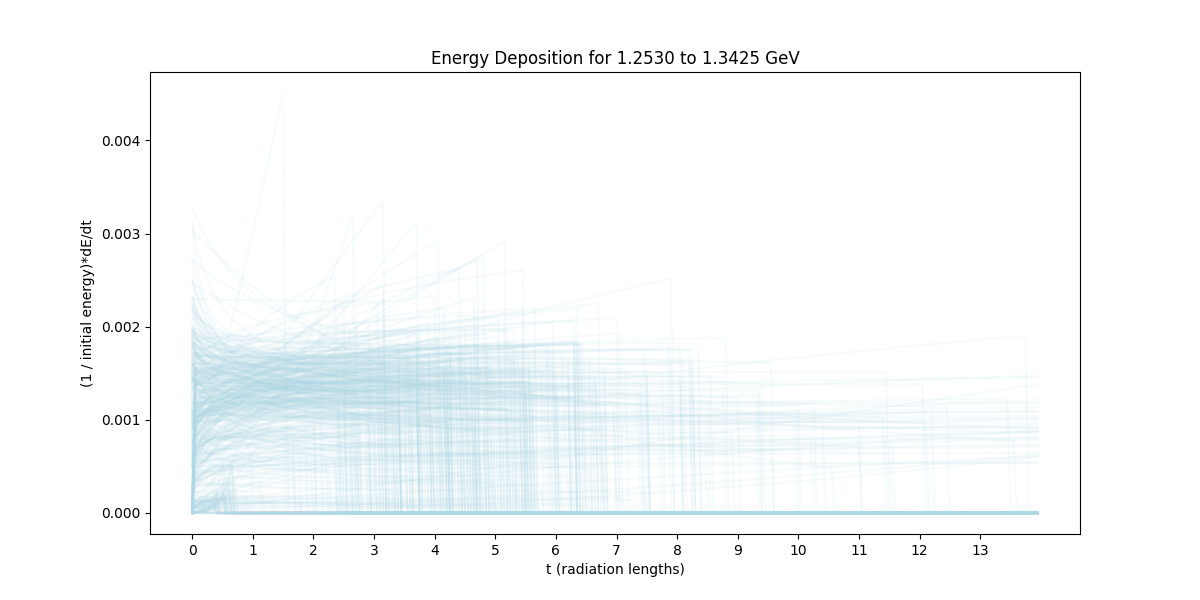 Energy Deposition for 1.2530 to 1.3425 GeV
(1 / initial energy)*dE/dt
0.004
0.003
0.002
0.001
0.000
0 1 2 3 4 5 6 7 8 9 10 11 12 13
t (radiation lengths)